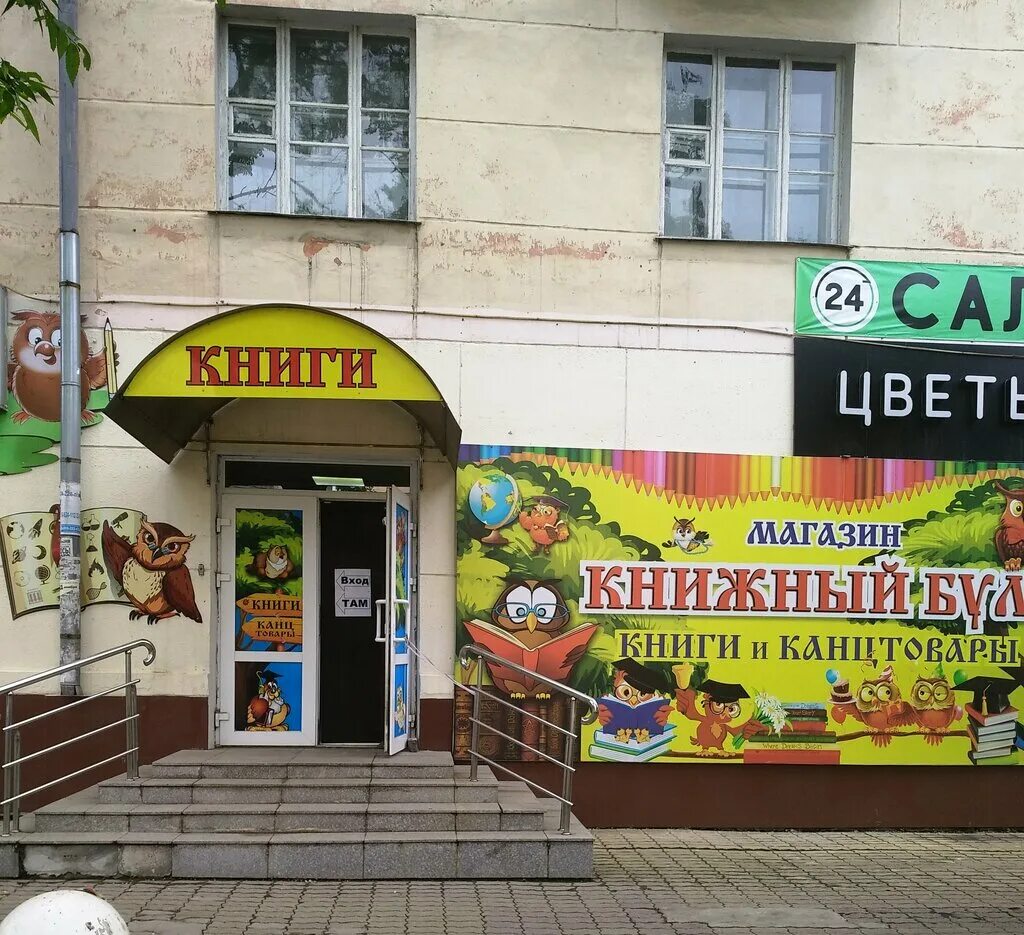 КНИГИ
24 САЛ
ЦВЕТЫ
МАГАЗИН
КНИЖНЫЙ БУЛ
КНИГИ и КАНЦТОВАРЫ
Вход
ТАМ
КНИГИ
КАНЦ
ТОВАРЫ